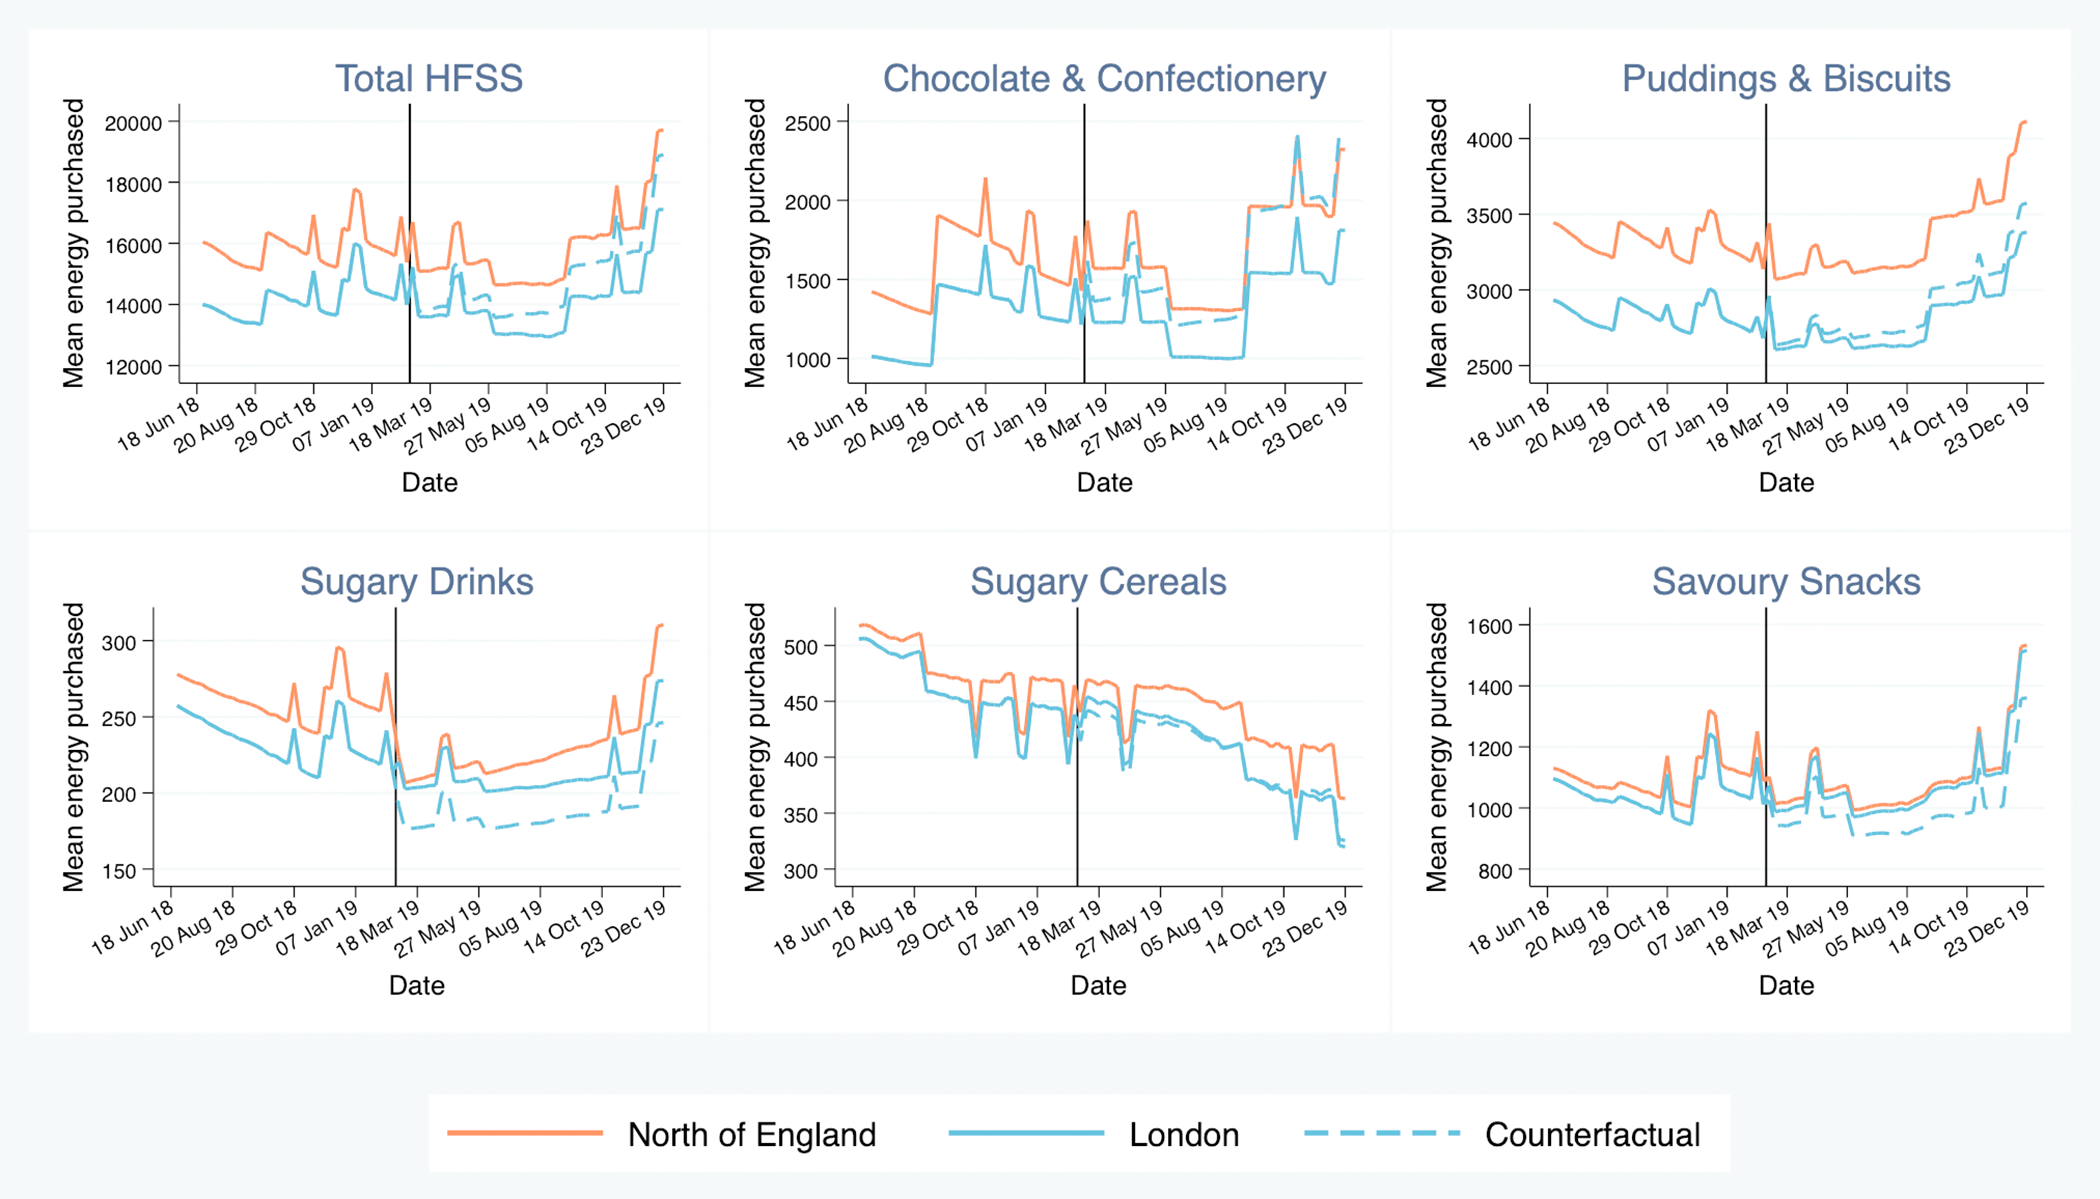 Total HFSS
Mean energy purchased
20000
18000
16000
14000
12000
18 Jun 18
20 Aug 18
29 Oct 18
07 Jan 19
18 Mar 19
27 May 19
05 Aug 19
14 Oct 19
23 Dec 19
Date
Chocolate & Confectionery
Mean energy purchased
2500
2000
1500
1000
18 Jun 18
20 Aug 18
29 Oct 18
07 Jan 19
18 Mar 19
27 May 19
05 Aug 19
14 Oct 19
23 Dec 19
Date
Puddings & Biscuits
Mean energy purchased
4000
3500
3000
2500
18 Jun 18
20 Aug 18
29 Oct 18
07 Jan 19
18 Mar 19
27 May 19
05 Aug 19
14 Oct 19
23 Dec 19
Date
Sugary Drinks
Mean energy purchased
300
250
200
150
18 Jun 18
20 Aug 18
29 Oct 18
07 Jan 19
18 Mar 19
27 May 19
05 Aug 19
14 Oct 19
23 Dec 19
Date
Sugary Cereals
Mean energy purchased
500
450
400
350
300
18 Jun 18
20 Aug 18
29 Oct 18
07 Jan 19
18 Mar 19
27 May 19
05 Aug 19
14 Oct 19
23 Dec 19
Date
Savoury Snacks
Mean energy purchased
1600
1400
1200
1000
800
18 Jun 18
20 Aug 18
29 Oct 18
07 Jan 19
18 Mar 19
27 May 19
05 Aug 19
14 Oct 19
23 Dec 19
Date
North of England
London
Counterfactual